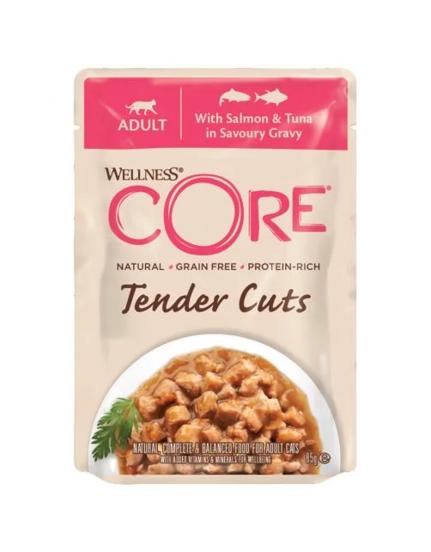 ADULT
With Salmon & Tuna
in Savoury Gravy
WELLNESS®
CORE®
NATURAL • GRAIN FREE • PROTEIN-RICH
Tender Cuts
NATURAL, COMPLETE & BALANCED FOOD FOR ADULT CATS
WITH ADDED VITAMINS & MINERALS FOR WELLBEING
85g ℮